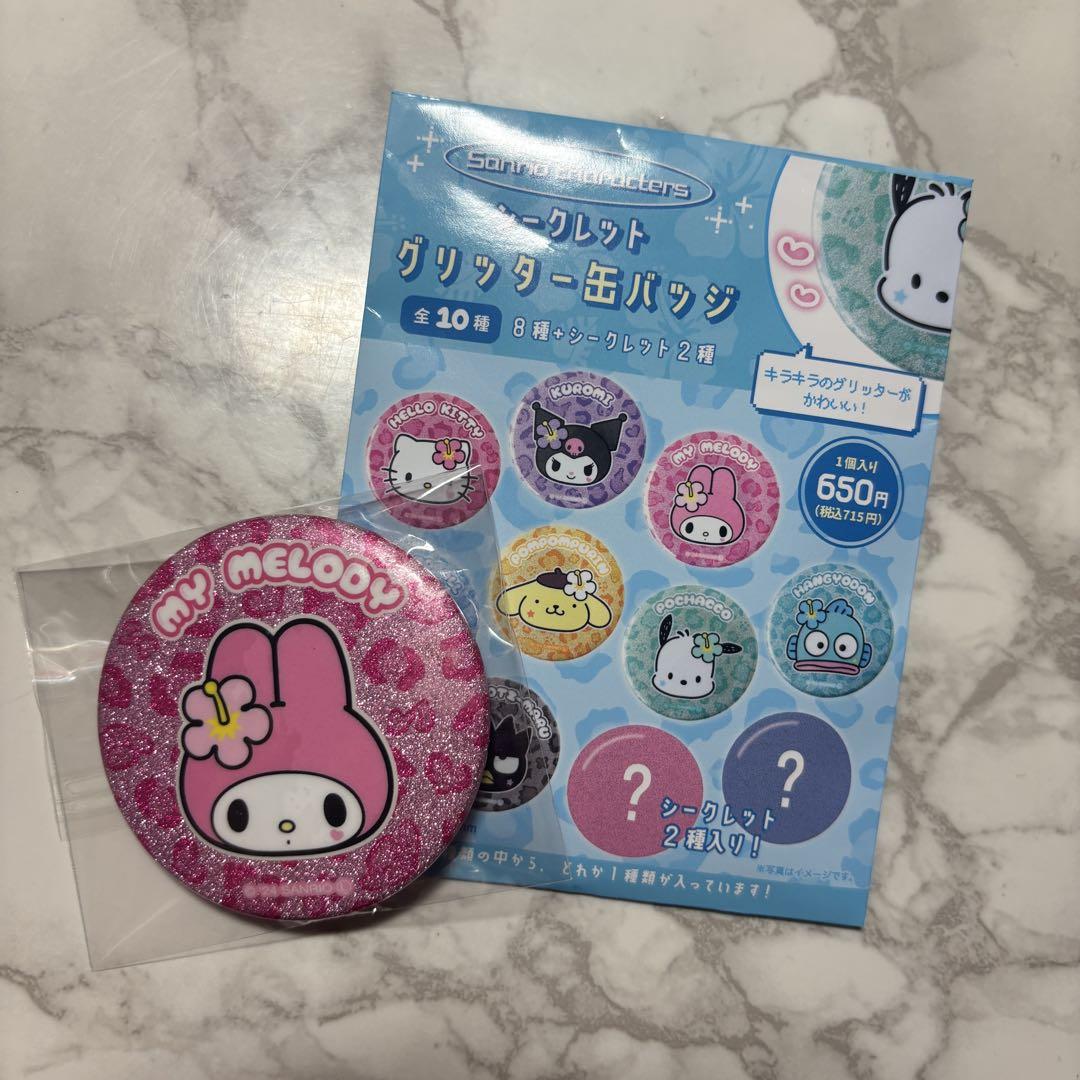 Sanrio characters
シークレット
グリッター缶バッジ
全10種
8種+シークレット2種
キラキラのグリッターが
かわいい!
1個入り
650円
(税込715円)
HELLO KITTY
KUROMI
MY MELODY
POMPOMPURIN
POCHACCO
HANGYODON
MARU
?
?
シークレット
2種入り!
※写真はイメージです。
の中から、どれか1種類が入っています!
MY MELODY
SANRIO